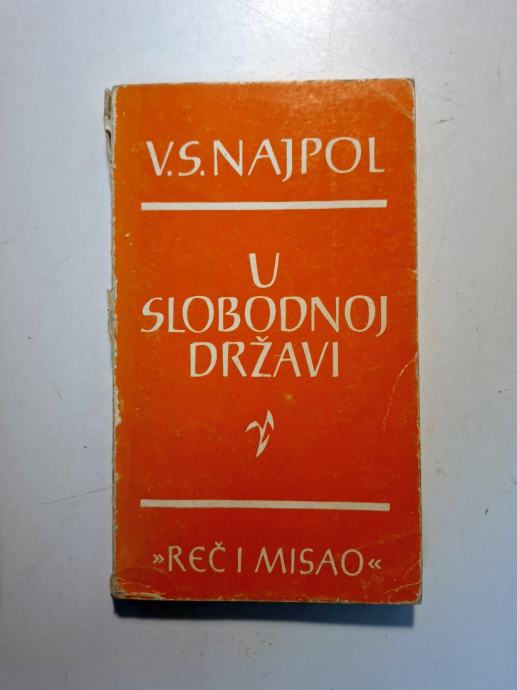 V.S.NAJPOL
U
SLOBODNOJ
DRŽAVI
»REČ I MISAO«